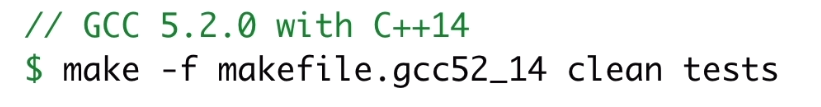 // GCC 5.2.0 with C++14
$ make -f makefile.gcc52_14 clean tests